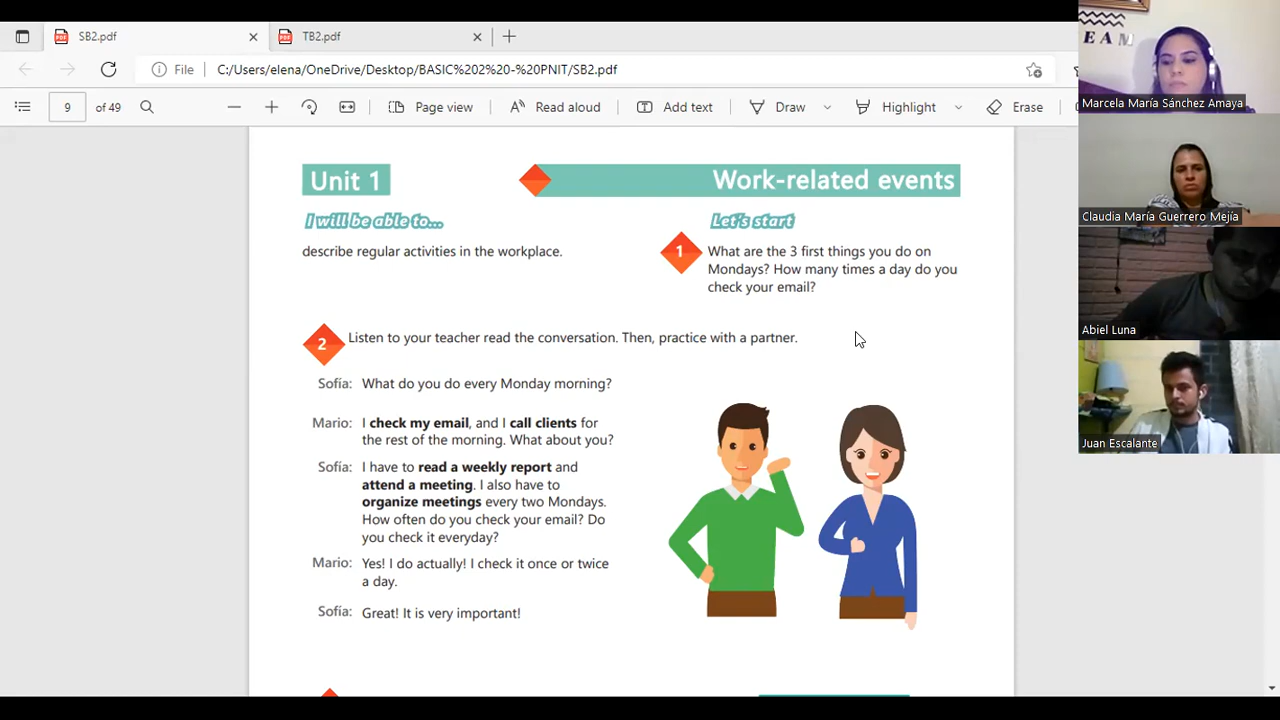 SB2.pdf
TB2.pdf
File
C:/Users/elena/OneDrive/Desktop/BASIC%202%20-%20PNIT/SB2.pdf
9
of 49
Page view
Read aloud
Add text
Draw
Highlight
Erase
Unit 1
Work-related events
I will be able to...
describe regular activities in the workplace.
Let's start
1
What are the 3 first things you do on
Mondays? How many times a day do you
check your email?
2
Listen to your teacher read the conversation. Then, practice with a partner.
Sofía: What do you do every Monday morning?
Mario: I check my email, and I call clients for
the rest of the morning. What about you?
Sofía: I have to read a weekly report and
attend a meeting. I also have to
organize meetings every two Mondays.
How often do you check your email? Do
you check it everyday?
Mario: Yes! I do actually! I check it once or twice
a day.
Sofía: Great! It is very important!
EAM
Marcela María Sánchez Amaya
Claudia María Guerrero Mejía
Abiel Luna
Juan Escalante